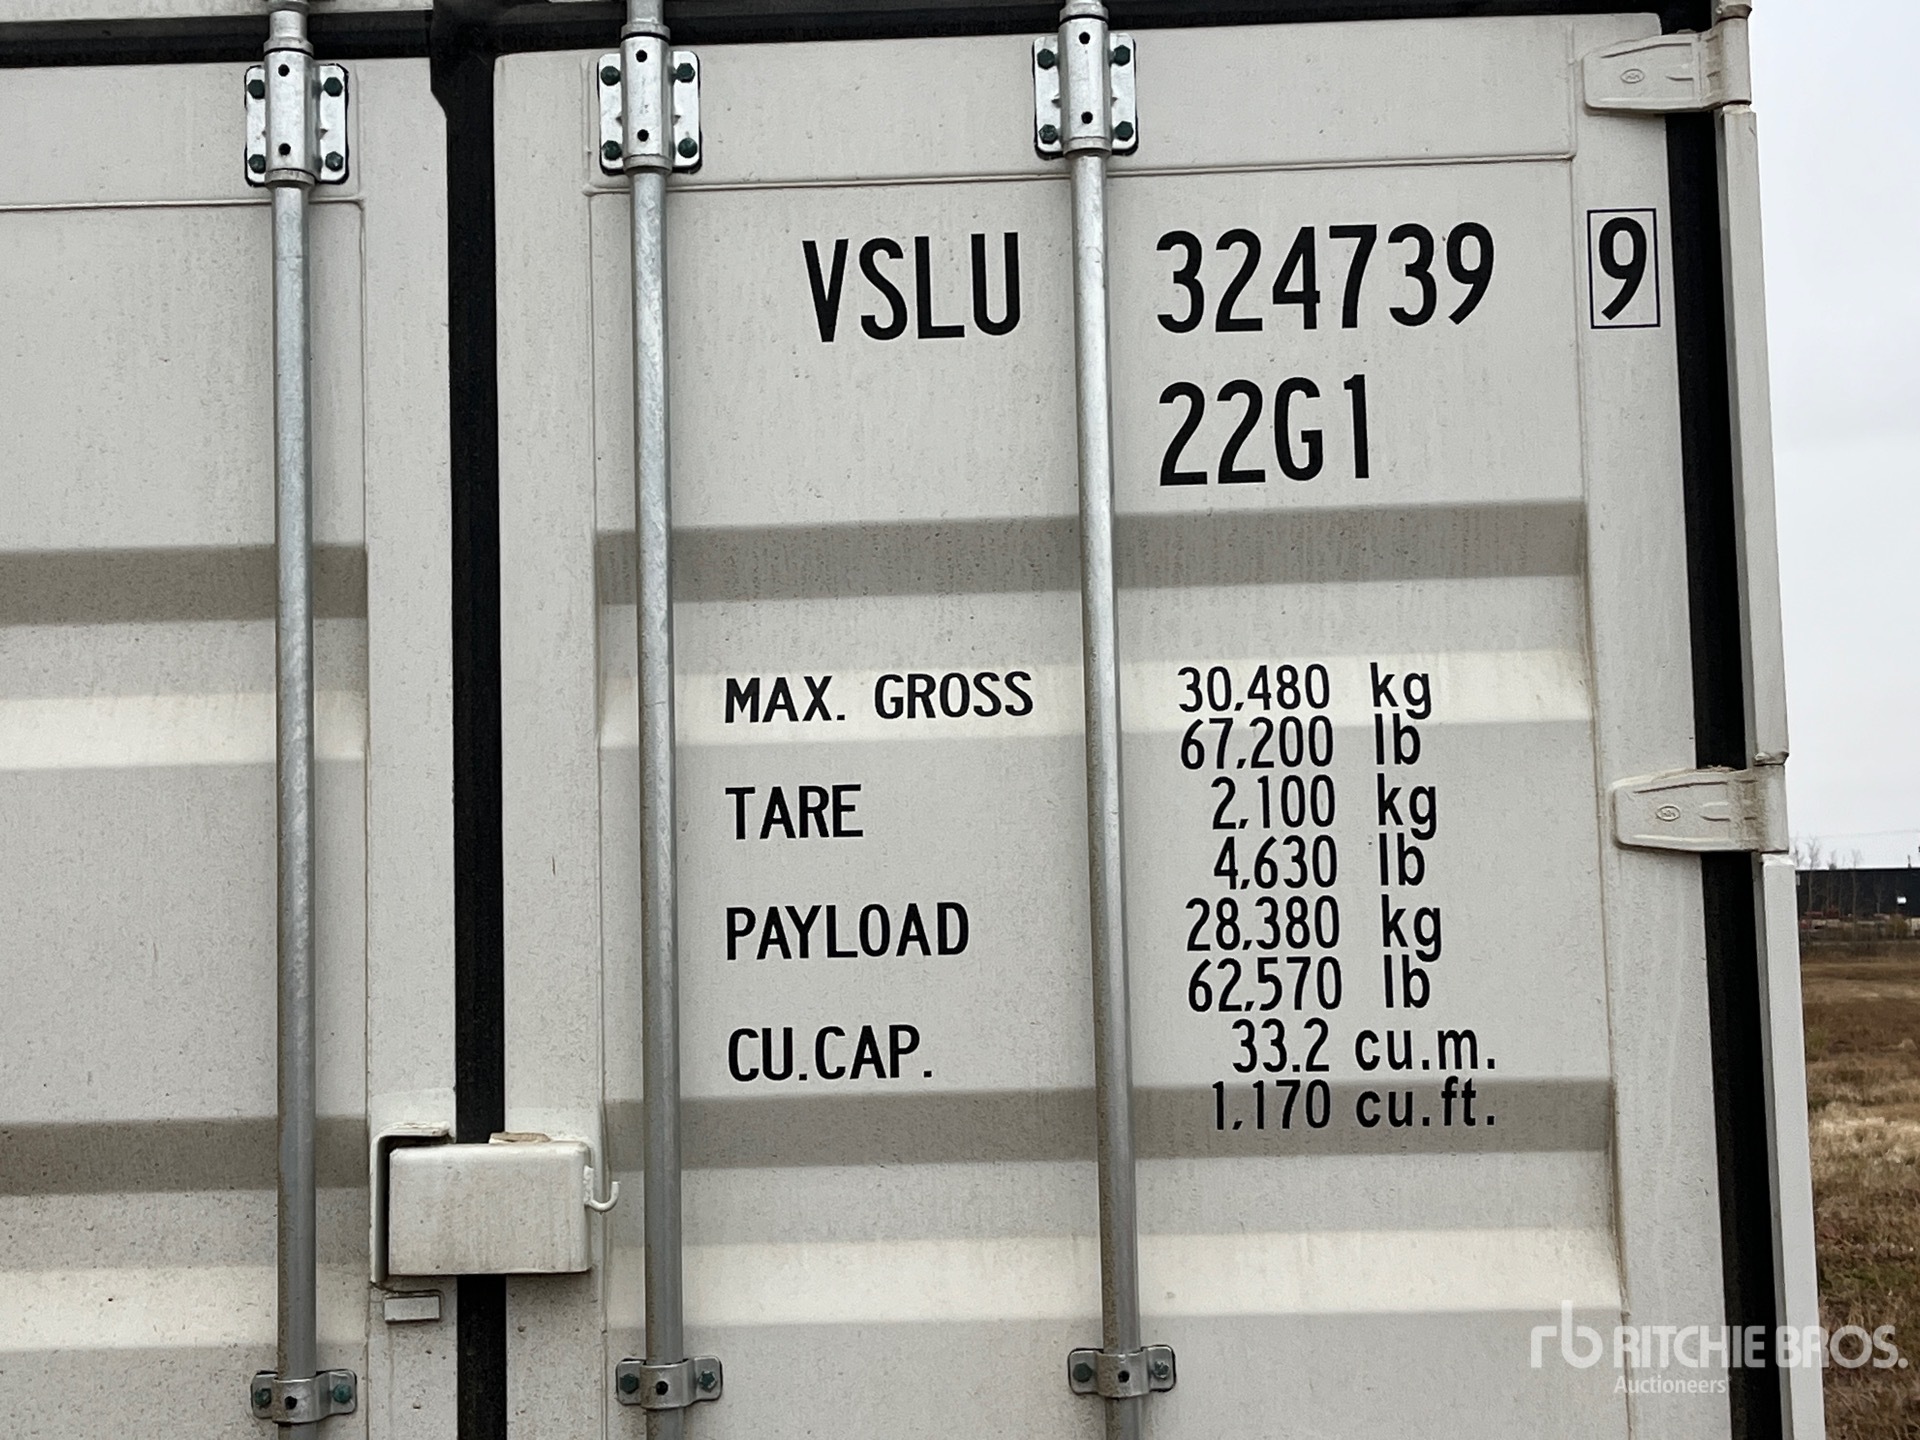 VSLU 324739 9
22G1
MAX. GROSS 30,480 kg
67,200 lb
TARE 2,100 kg
4,630 lb
PAYLOAD 28,380 kg
62,570 lb
CU.CAP. 33.2 cu.m.
1,170 cu.ft.
rb RITCHIE BROS.
Auctioneers